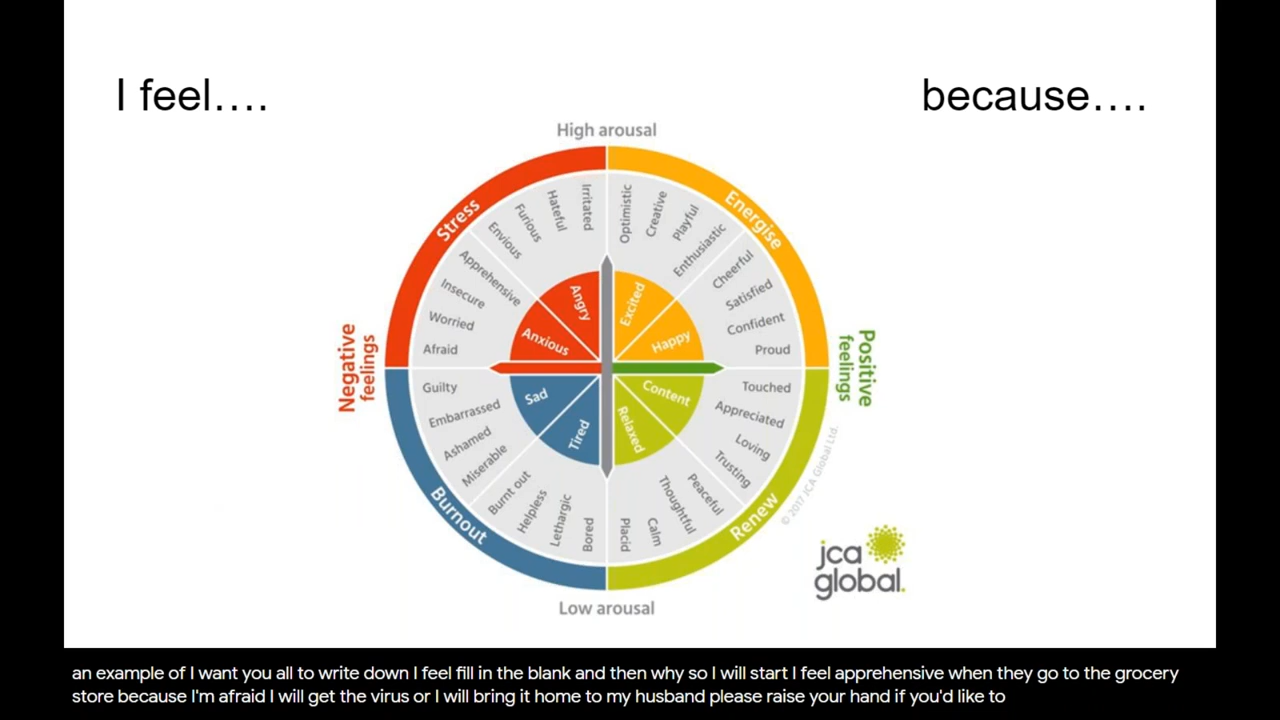 I feel….
because….
High arousal
Stress
Energise
Irritated
Hateful
Furious
Envious
Apprehensive
Insecure
Worried
Afraid
Optimistic
Creative
Playful
Enthusiastic
Cheerful
Satisfied
Confident
Proud
Angry
Anxious
Excited
Happy
Negative feelings
Positive feelings
Sad
Tired
Content
Relaxed
Guilty
Embarrassed
Ashamed
Miserable
Burnt out
Helpless
Lethargic
Bored
Touched
Appreciated
Loving
Trusting
Peaceful
Thoughtful
Calm
Placid
Burnout
Renew
© 2017 JCA Global Ltd.
Low arousal
jca
global.
an example of I want you all to write down I feel fill in the blank and then why so I will start I feel apprehensive when they go to the grocery
store because I'm afraid I will get the virus or I will bring it home to my husband please raise your hand if you'd like to